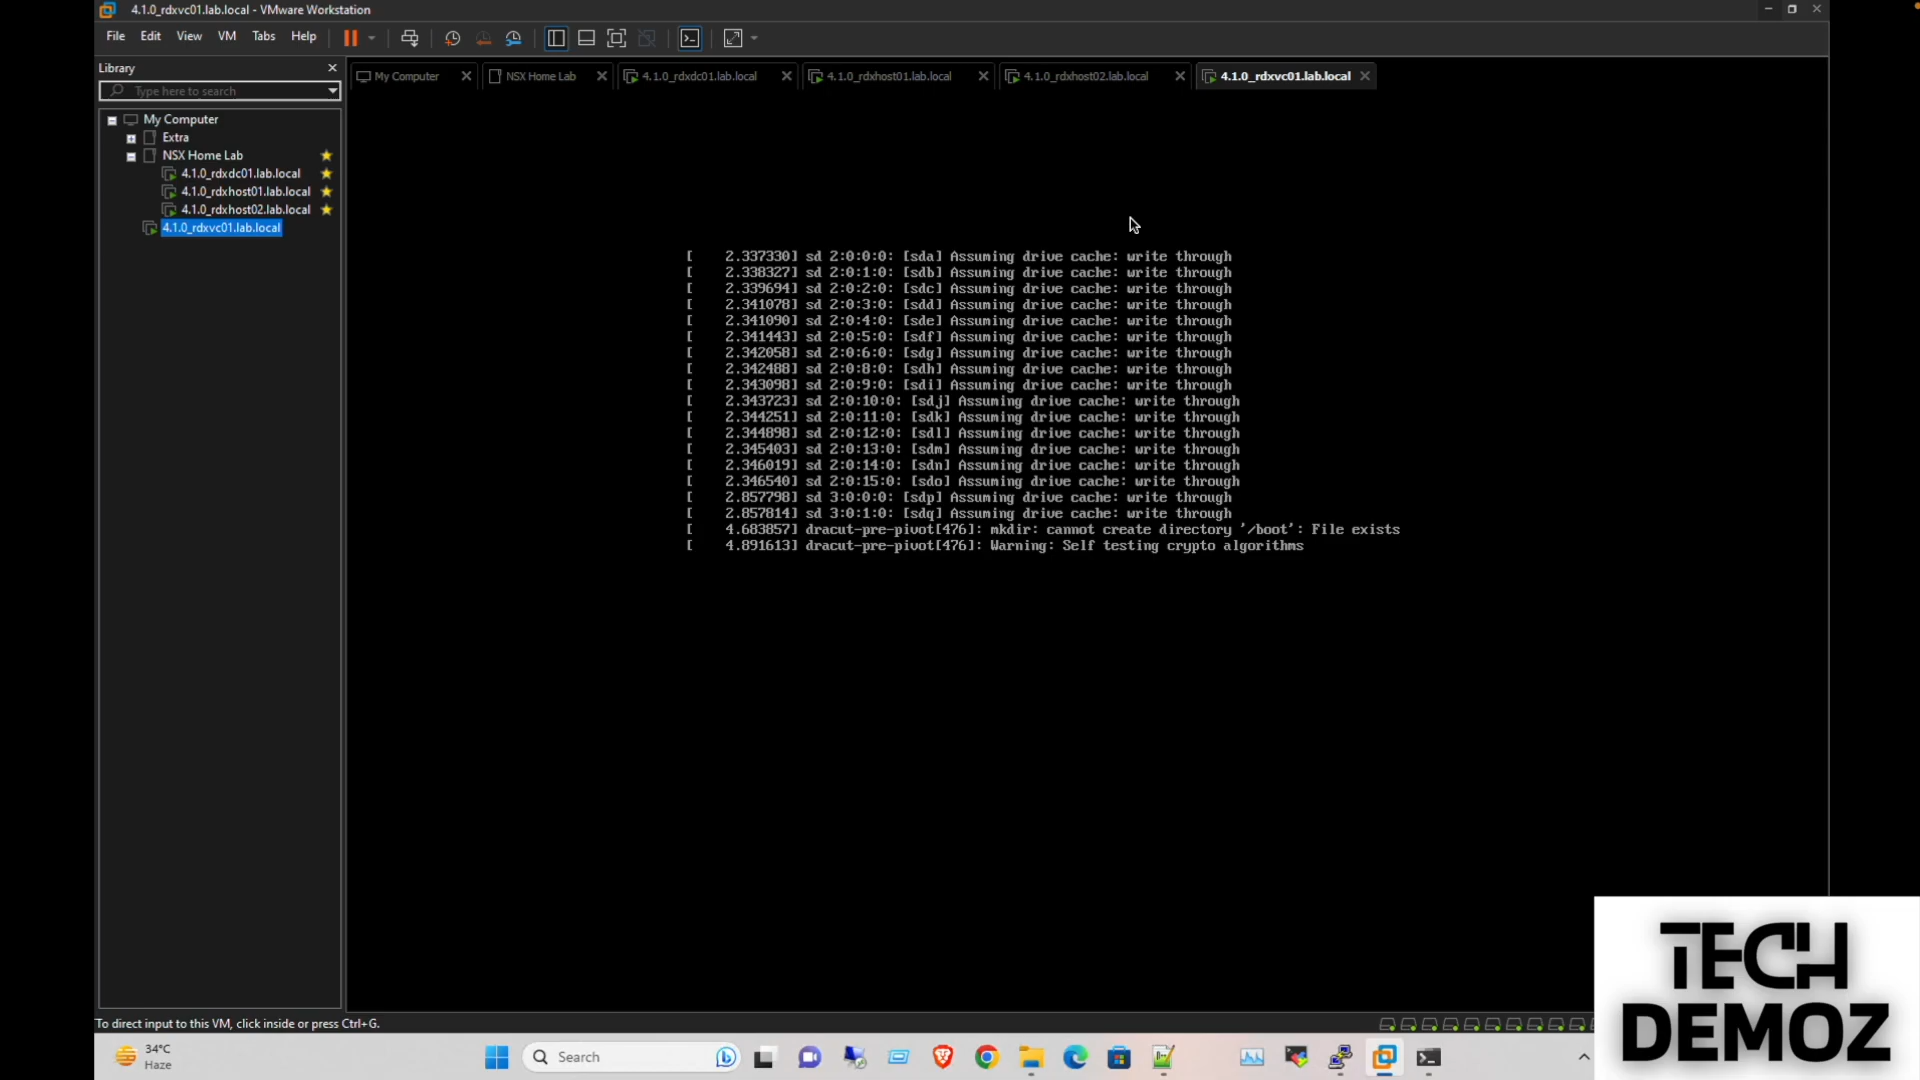 4.1.0_rdxvc01.lab.local - VMware Workstation
File Edit View VM Tabs Help
Library
Type here to search
My Computer
Extra
NSX Home Lab
4.1.0_rdxdc01.lab.local
4.1.0_rdxhost01.lab.local
4.1.0_rdxhost02.lab.local
4.1.0_rdxvc01.lab.local
My Computer NSX Home Lab 4.1.0_rdxdc01.lab.local 4.1.0_rdxhost01.lab.local 4.1.0_rdxhost02.lab.local 4.1.0_rdxvc01.lab.local
[ 2.337330] sd 2:0:0:0: [sda] Assuming drive cache: write through
[ 2.338327] sd 2:0:1:0: [sdb] Assuming drive cache: write through
[ 2.339694] sd 2:0:2:0: [sdc] Assuming drive cache: write through
[ 2.341078] sd 2:0:3:0: [sdd] Assuming drive cache: write through
[ 2.341090] sd 2:0:4:0: [sde] Assuming drive cache: write through
[ 2.341443] sd 2:0:5:0: [sdf] Assuming drive cache: write through
[ 2.342058] sd 2:0:6:0: [sdg] Assuming drive cache: write through
[ 2.342488] sd 2:0:8:0: [sdh] Assuming drive cache: write through
[ 2.343098] sd 2:0:9:0: [sdi] Assuming drive cache: write through
[ 2.343723] sd 2:0:10:0: [sdj] Assuming drive cache: write through
[ 2.344251] sd 2:0:11:0: [sdk] Assuming drive cache: write through
[ 2.344898] sd 2:0:12:0: [sdl] Assuming drive cache: write through
[ 2.345403] sd 2:0:13:0: [sdm] Assuming drive cache: write through
[ 2.346019] sd 2:0:14:0: [sdn] Assuming drive cache: write through
[ 2.346540] sd 2:0:15:0: [sdo] Assuming drive cache: write through
[ 2.857798] sd 3:0:0:0: [sdp] Assuming drive cache: write through
[ 2.857814] sd 3:0:1:0: [sdq] Assuming drive cache: write through
[ 4.683857] dracut-pre-pivot[476]: mkdir: cannot create directory '/boot': File exists
[ 4.891613] dracut-pre-pivot[476]: Warning: Self testing crypto algorithms
To direct input to this VM, click inside or press Ctrl+G.
34°C
Haze
Search
TECH
DEMOZ